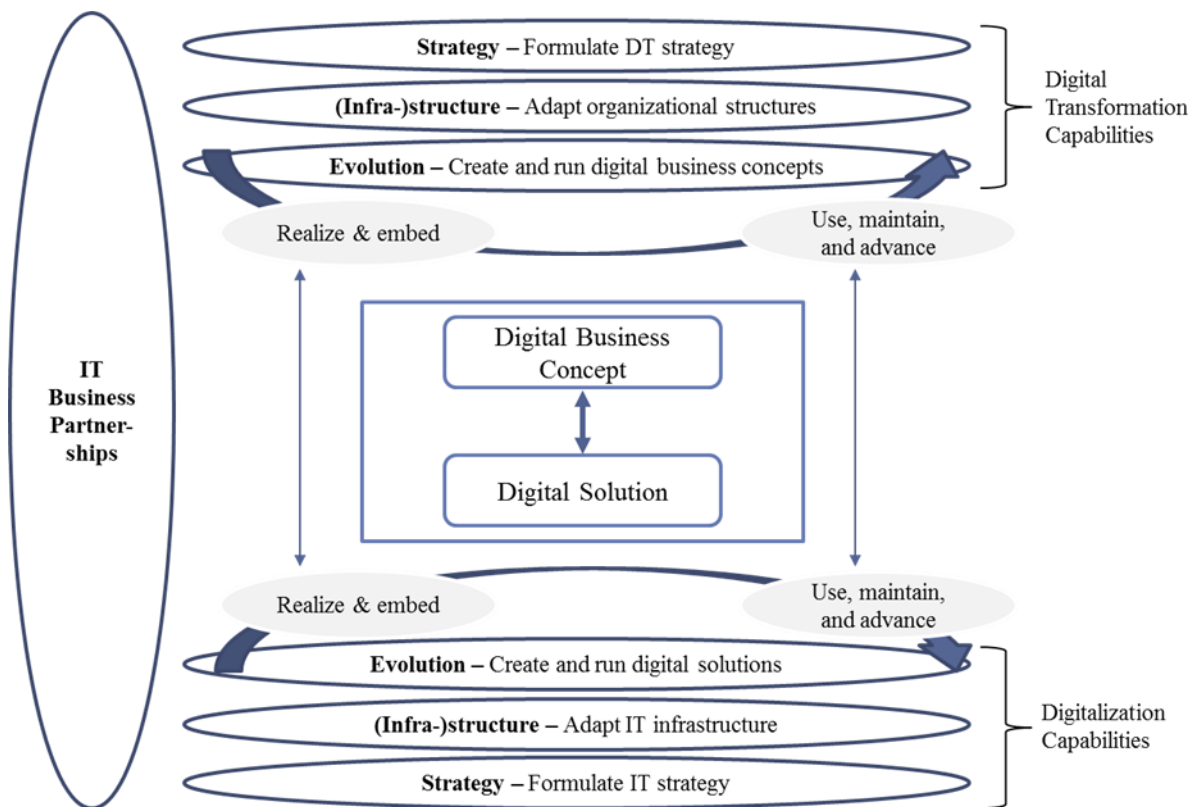 Strategy – Formulate DT strategy
(Infra-)structure – Adapt organizational structures
Evolution – Create and run digital business concepts
Digital
Transformation
Capabilities
Realize & embed
Use, maintain,
and advance
IT
Business
Partner-
ships
Digital Business
Concept
Digital Solution
Realize & embed
Use, maintain,
and advance
Evolution – Create and run digital solutions
(Infra-)structure – Adapt IT infrastructure
Strategy – Formulate IT strategy
Digitalization
Capabilities